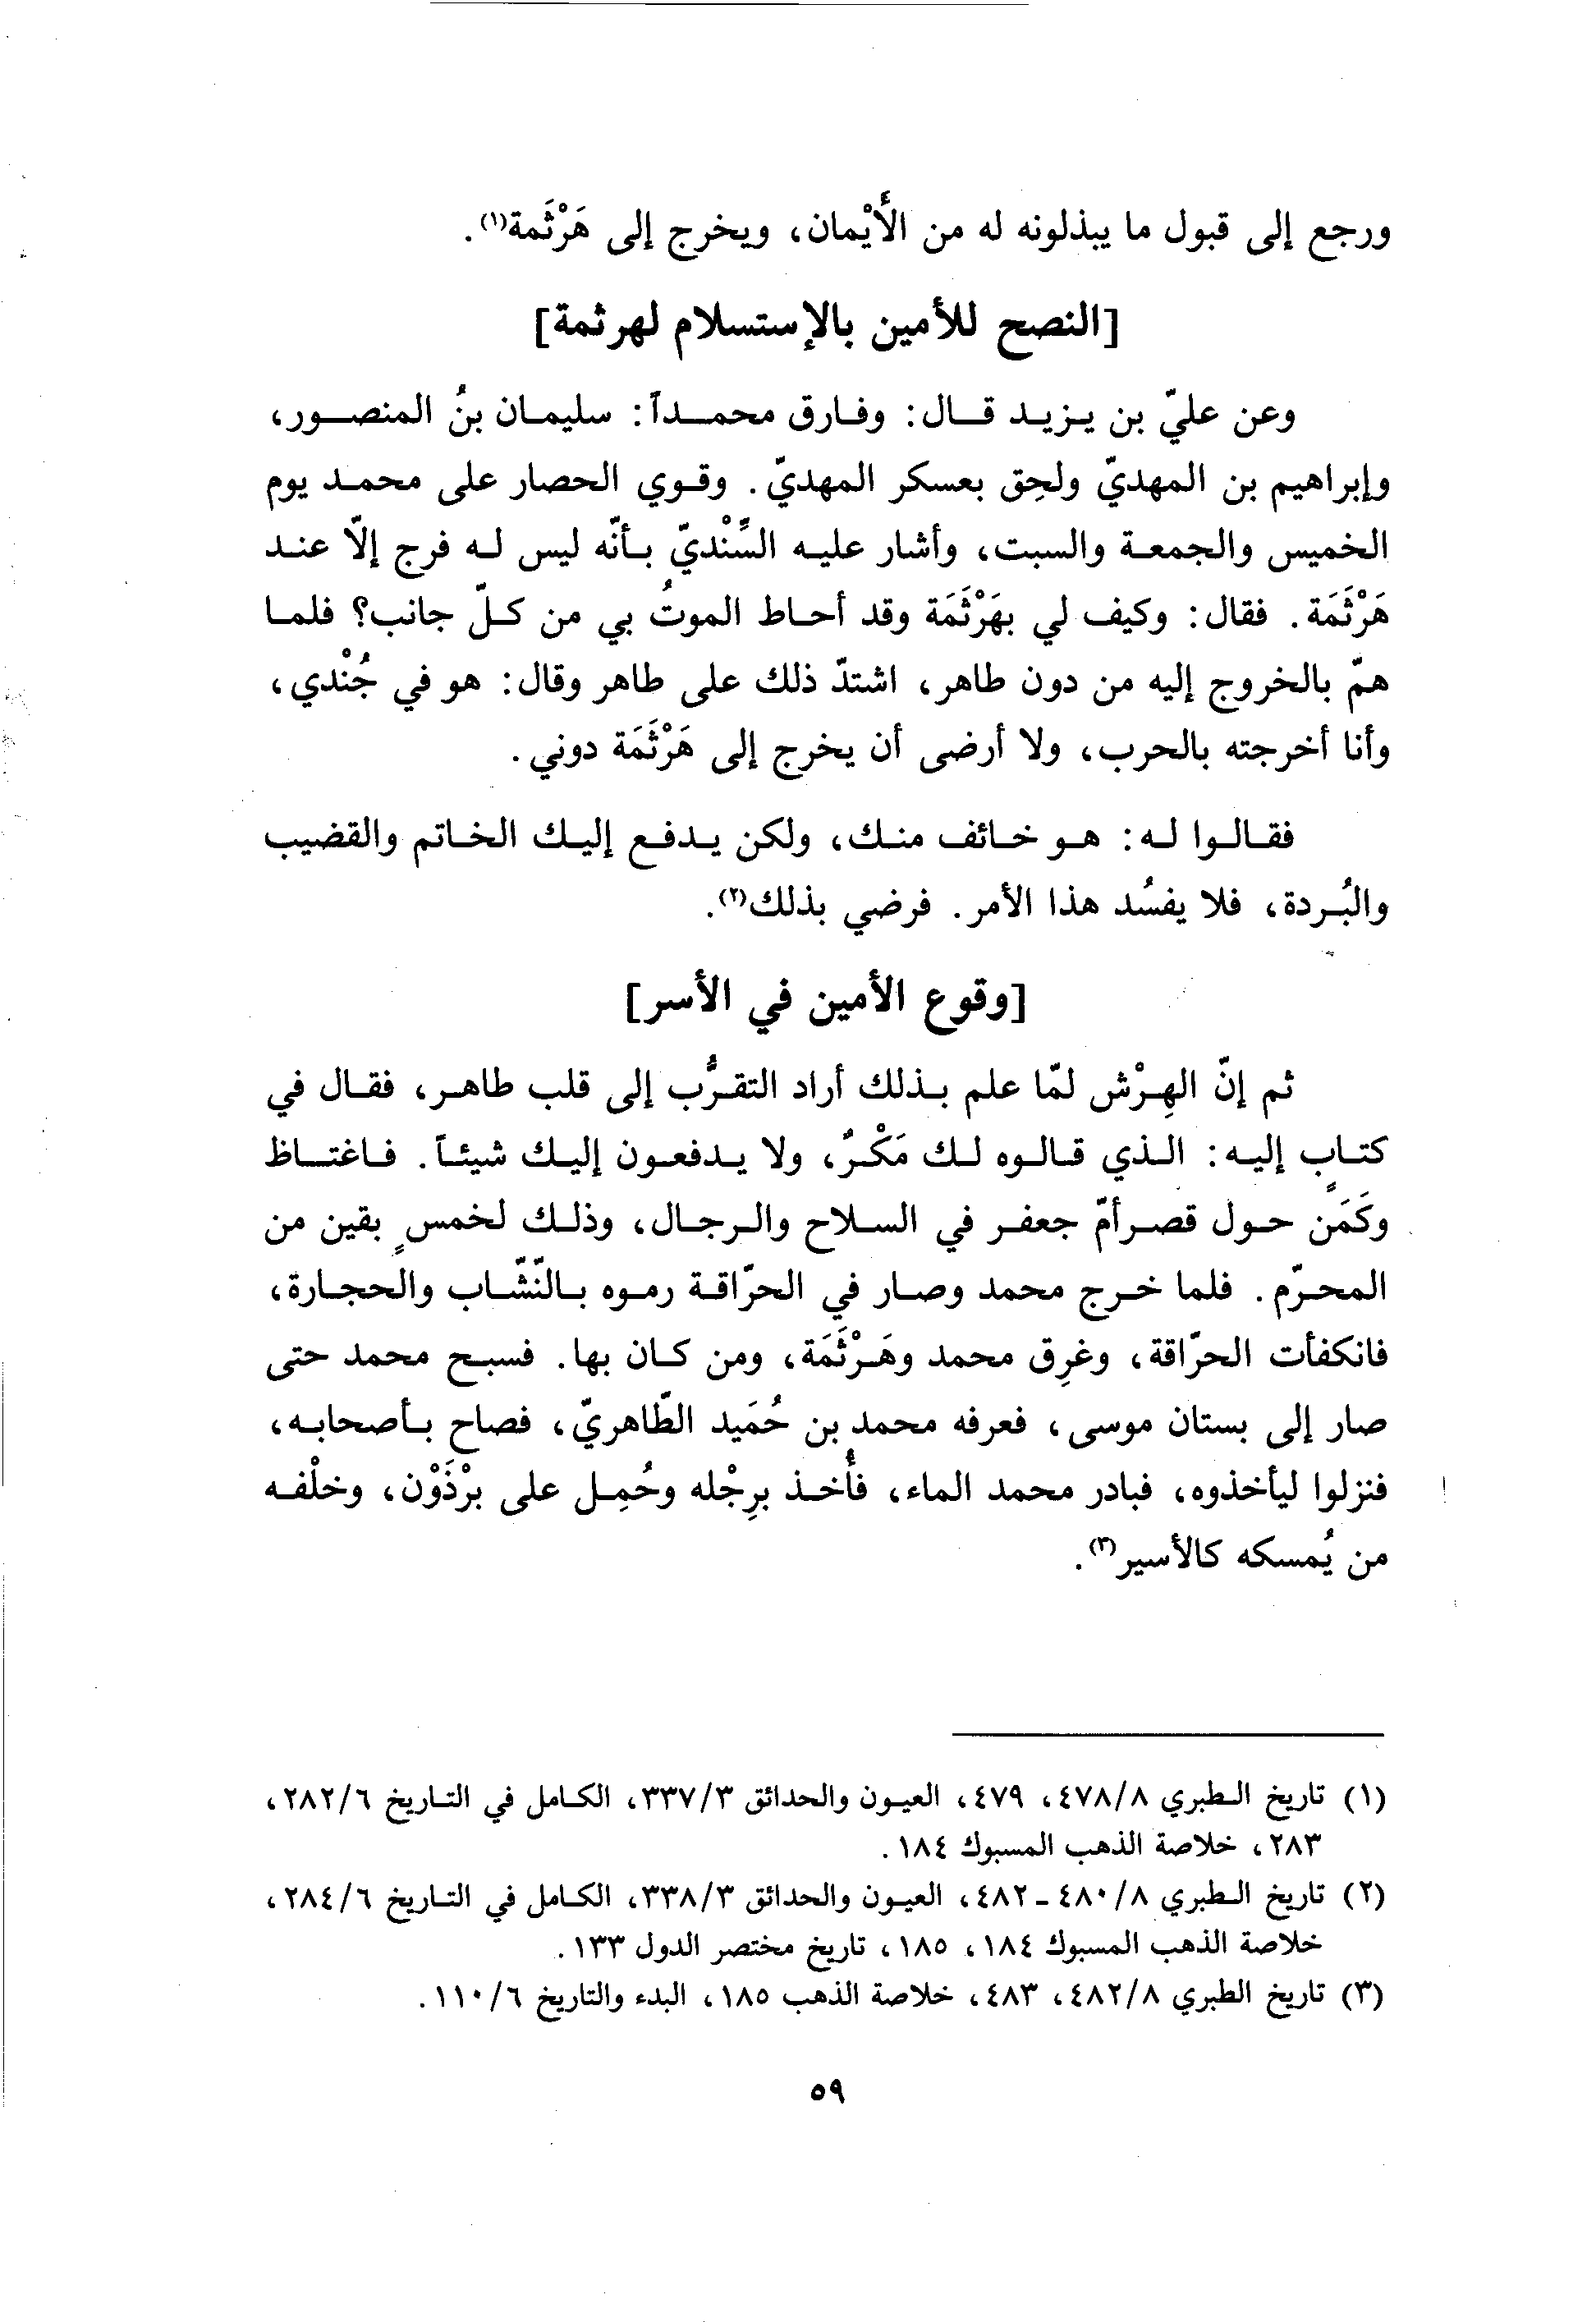 ورجع إلى قبول ما يبذلونه له من الأَيْمان، ويخرج إلى هَرْثَمة(١).
[النصح للأمين بالإستسلام لهرثمة]
وعن عليّ بن يزيد قال: وفارق محمداً: سليمان بنُ المنصور،
وإبراهيم بن المهديّ ولحِق بعسكر المهديّ. وقوي الحصار على محمد يوم
الخميس والجمعة والسبت، وأشار عليه السِّنْديّ بأنّه ليس له فرج إلّا عند
هَرْثَمَة. فقال: وكيف لي بهَرْثَمَة وقد أحاط الموتُ بي من كلّ جانب؟ فلما
همّ بالخروج إليه من دون طاهر، اشتدّ ذلك على طاهر وقال: هو في جُنْدي،
وأنا أخرجته بالحرب، ولا أرضى أن يخرج إلى هَرْثَمَة دوني.
فقالوا له: هو خائف منك، ولكن يدفع إليك الخاتم والقضيب
والبُردة، فلا يفسُد هذا الأمر. فرضي بذلك(٢).
[وقوع الأمين في الأسر]
ثم إنّ الهِرْش لمّا علم بذلك أراد التقرُّب إلى قلب طاهر، فقال في
كتابٍ إليه: الذي قالوه لك مَكْرٌ، ولا يدفعون إليك شيئاً. فاغتاظ
وكَمَن حول قصر أمّ جعفر في السلاح والرجال، وذلك لخمسٍ بقين من
المحرّم. فلما خرج محمد وصار في الحرّاقة رموه بالنّشّاب والحجارة،
فانكفأت الحرّاقة، وغرِق محمد وهَرْثَمَة، ومن كان بها. فسبح محمد حتى
صار إلى بستان موسى، فعرفه محمد بن حُمَيد الطّاهريّ، فصاح بأصحابه،
فنزلوا ليأخذوه، فبادر محمد الماء، فأُخذ برِجْله وحُمِل على برْذَوْن، وخلْفه
من يُمسكه كالأسير(٣).
(١) تاريخ الطبري ٤٧٨/٨، ٤٧٩، العيون والحدائق ٣٣٧/٣، الكامل في التاريخ ٢٨٢/٦،
٢٨٣، خلاصة الذهب المسبوك ١٨٤.
(٢) تاريخ الطبري ٤٨٠/٨ - ٤٨٢، العيون والحدائق ٣٣٨/٣، الكامل في التاريخ ٢٨٤/٦،
خلاصة الذهب المسبوك ١٨٤، ١٨٥، تاريخ مختصر الدول ١٣٣.
(٣) تاريخ الطبري ٤٨٢/٨، ٤٨٣، خلاصة الذهب ١٨٥، البدء والتاريخ ١١٠/٦.
٥٩